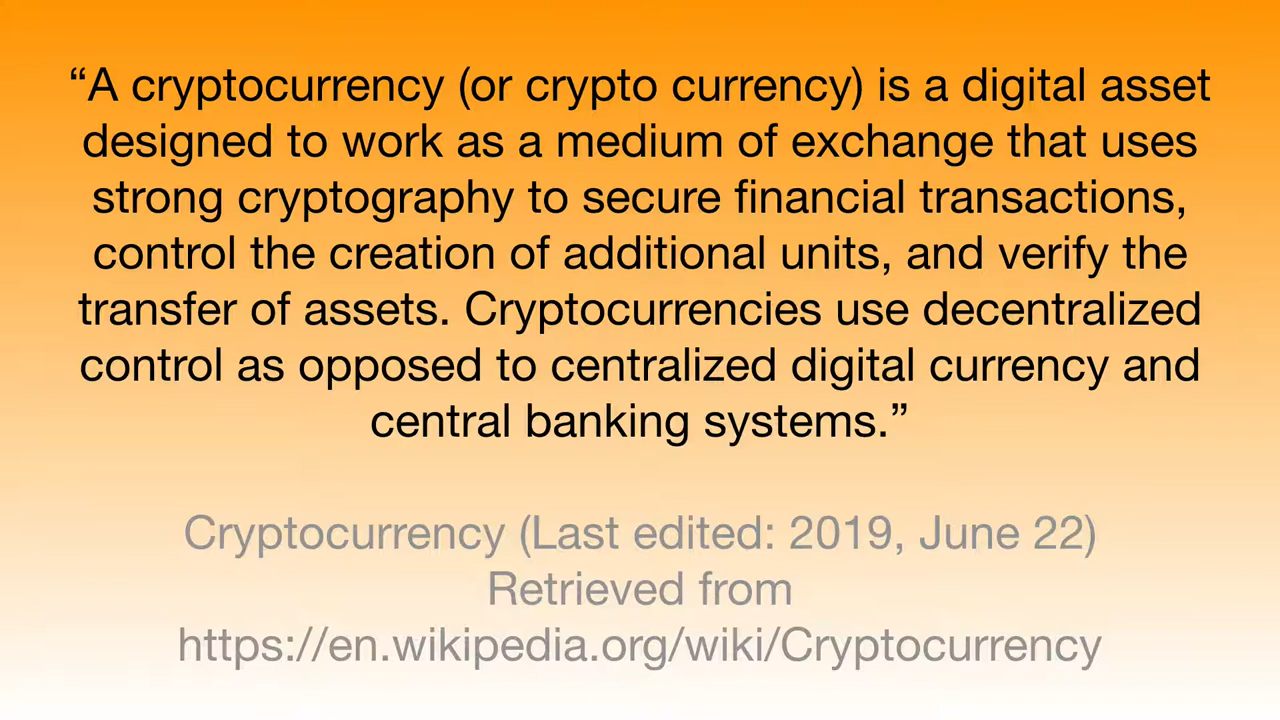 “A cryptocurrency (or crypto currency) is a digital asset
designed to work as a medium of exchange that uses
strong cryptography to secure financial transactions,
control the creation of additional units, and verify the
transfer of assets. Cryptocurrencies use decentralized
control as opposed to centralized digital currency and
central banking systems.”
Cryptocurrency (Last edited: 2019, June 22)
Retrieved from
https://en.wikipedia.org/wiki/Cryptocurrency